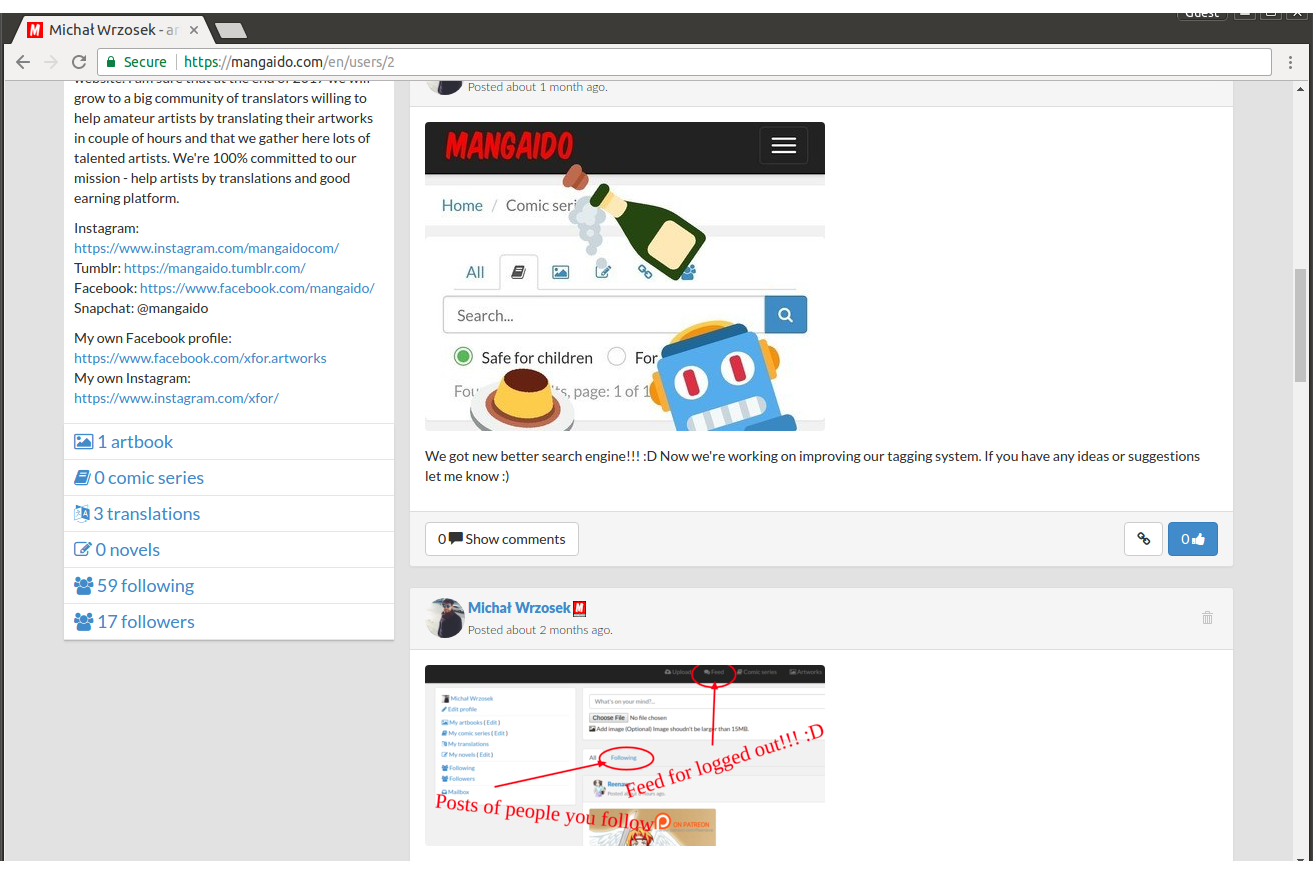 Guest
Michał Wrzosek - ar
Secure
https://mangaido.com/en/users/2
website. I am sure that at the end of 2017 we will
grow to a big community of translators willing to
help amateur artists by translating their artworks
in couple of hours and that we gather here lots of
talented artists. We're 100% committed to our
mission - help artists by translations and good
earning platform.
Instagram:
https://www.instagram.com/mangaidocom/
Tumblr: https://mangaido.tumblr.com/
Facebook: https://www.facebook.com/mangaido/
Snapchat: @mangaido
My own Facebook profile:
https://www.facebook.com/xfor.artworks
My own Instagram:
https://www.instagram.com/xfor/
1 artbook
0 comic series
3 translations
0 novels
59 following
17 followers
Posted about 1 month ago.
MANGAIDO
Home / Comic seri
All
Search...
Safe for children
For
Fou
ts, page: 1 of 1
We got new better search engine!!! :D Now we're working on improving our tagging system. If you have any ideas or suggestions
let me know :)
0 Show comments
0
Michał Wrzosek
Posted about 2 months ago.
Upload Feed Comic series Artworks
Michał Wrzosek
Edit profile
My artbooks ( Edit )
My comic series ( Edit )
My translations
My novels ( Edit )
Following
Followers
Mailbox
What's on your mind?...
Choose File No file chosen
Add image (Optional) Image shoudn't be larger than 15MB.
All Following
Feed for logged out!!! :D
Posts of people you follow
ON PATREON